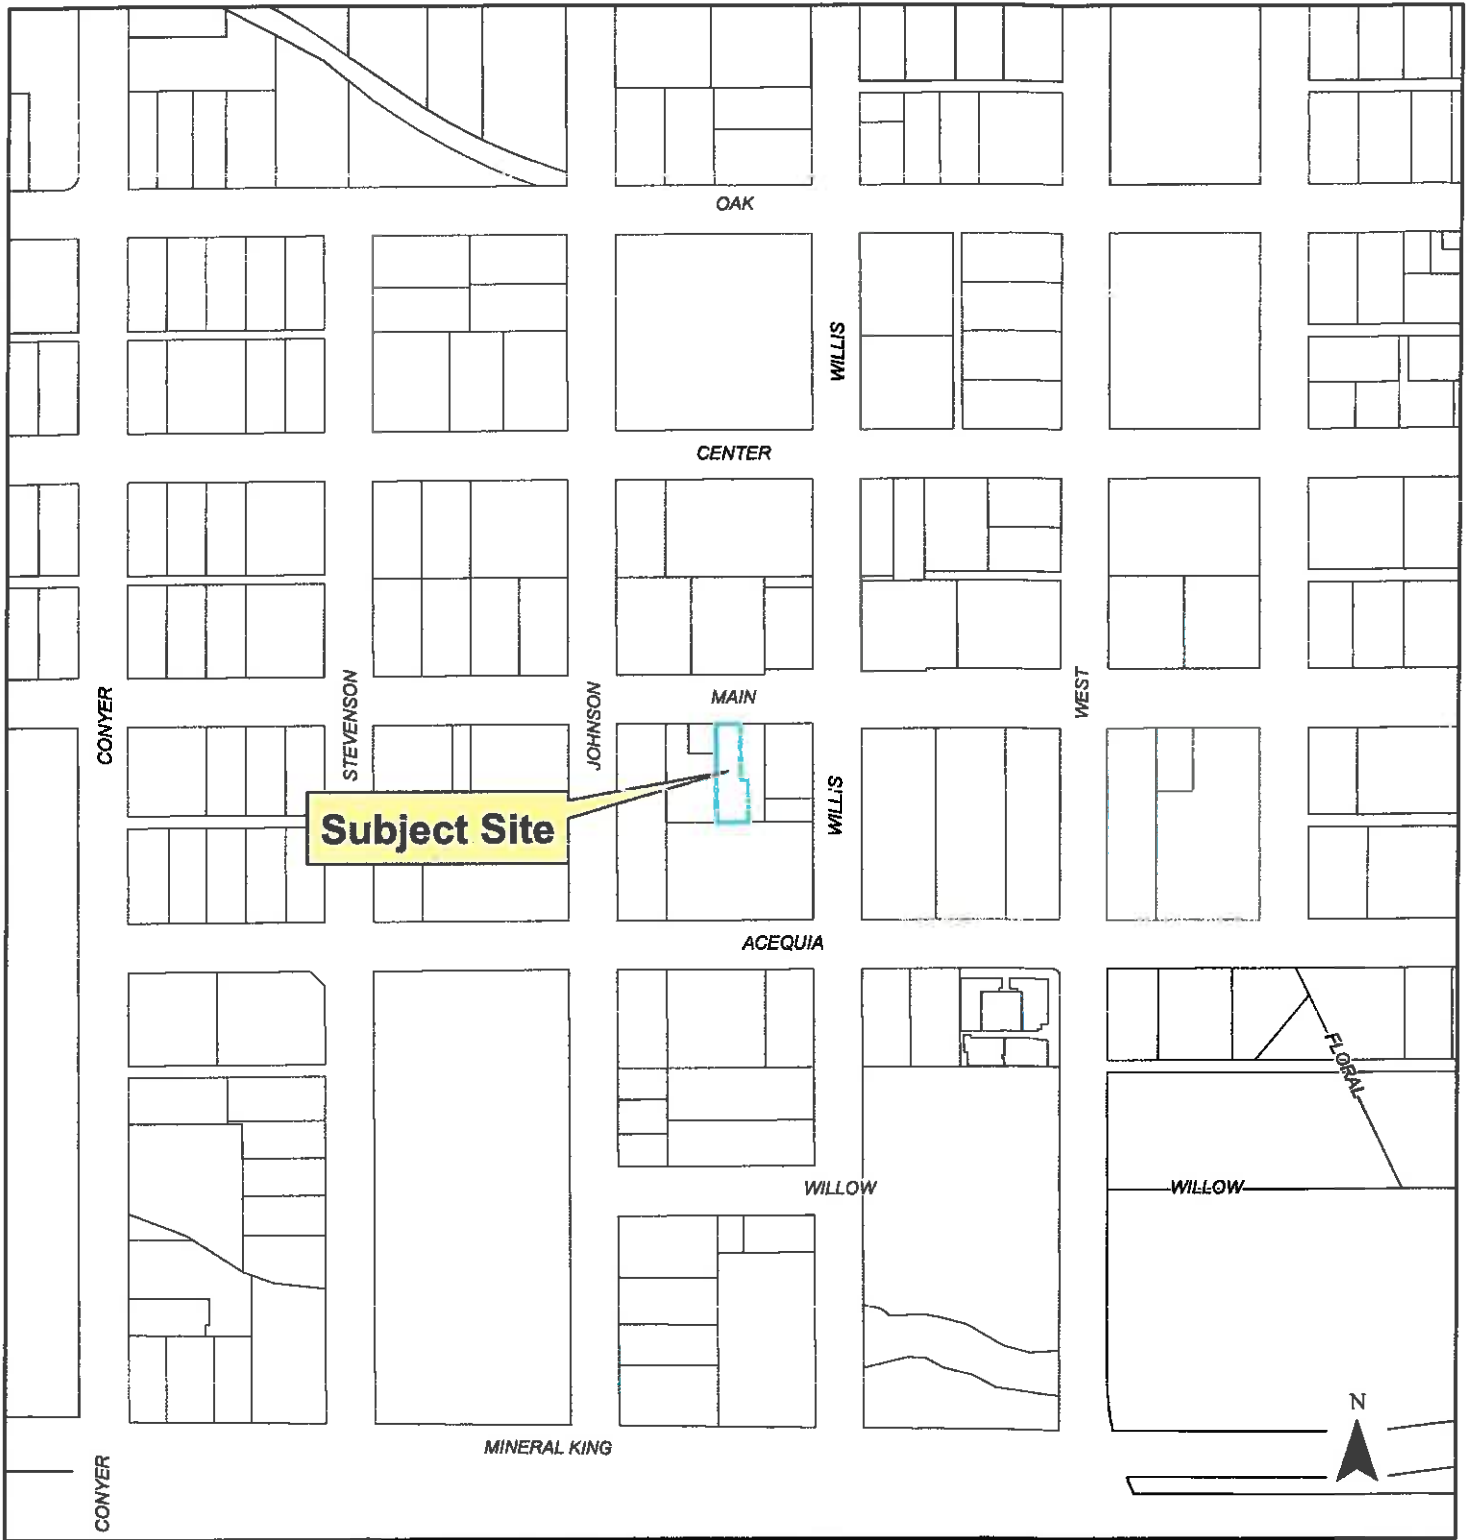 OAK
WILLIS
CENTER
CONYER
STEVENSON
JOHNSON
MAIN
WEST
Subject Site
WILLIS
ACEQUIA
FLORAL
WILLOW
WILLOW
MINERAL KING
N
CONYER